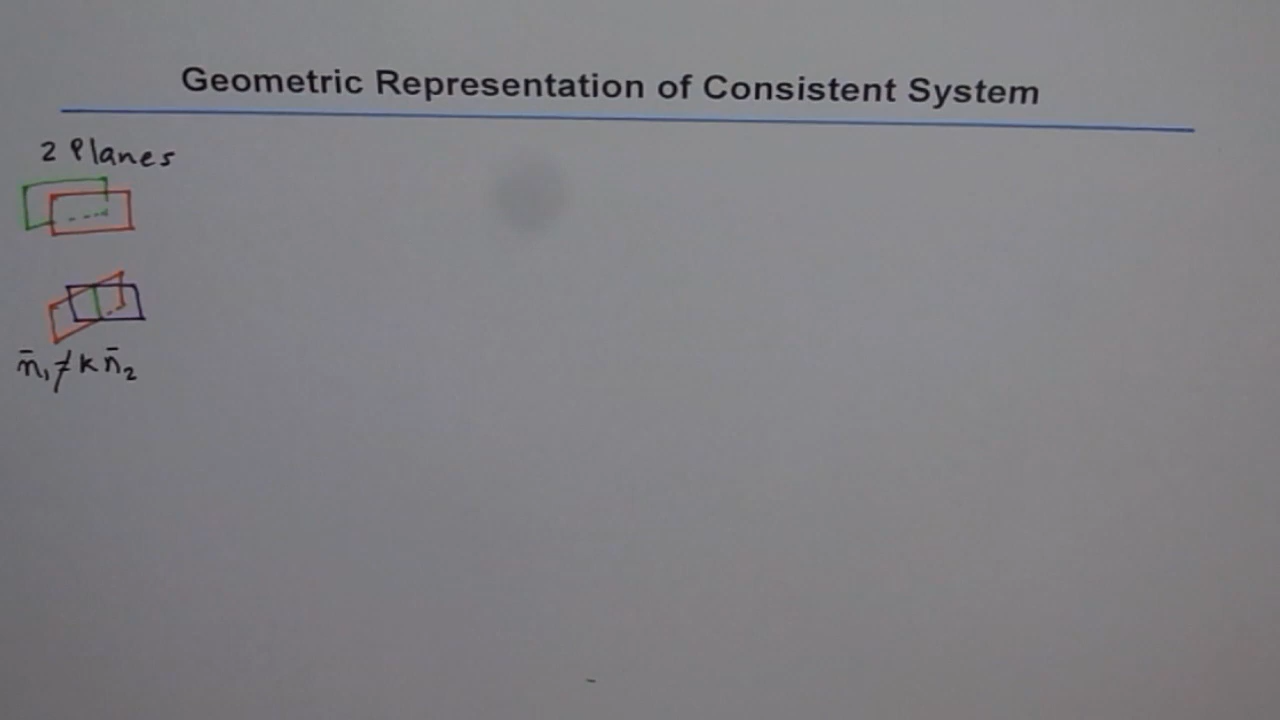 Geometric Representation of Consistent System
2 Planes
n̄₁ ≠ k n̄₂